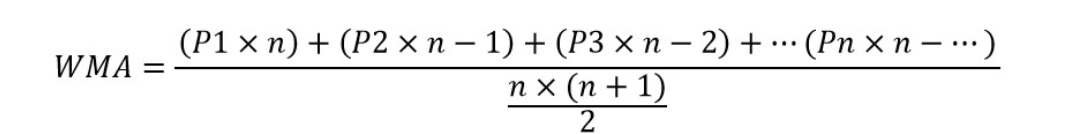 WMA = (P1 × n) + (P2 × n − 1) + (P3 × n − 2) + ⋯ (Pn × n − ⋯ )
n × (n + 1)
2